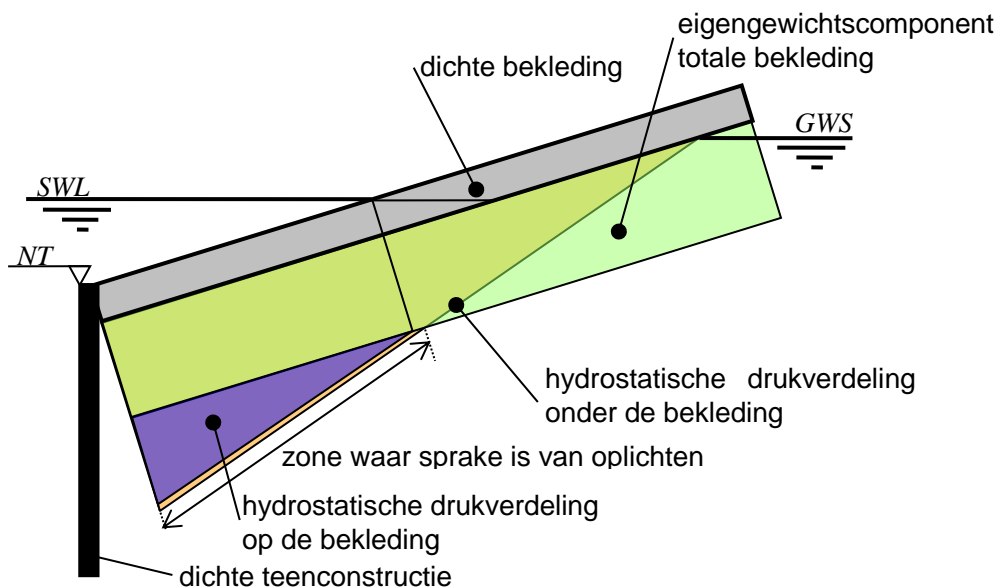 eigengewichtscomponent
totale bekleding
dichte bekleding
GWS
SWL
NT
hydrostatische drukverdeling
onder de bekleding
zone waar sprake is van oplichten
hydrostatische drukverdeling
op de bekleding
dichte teenconstructie